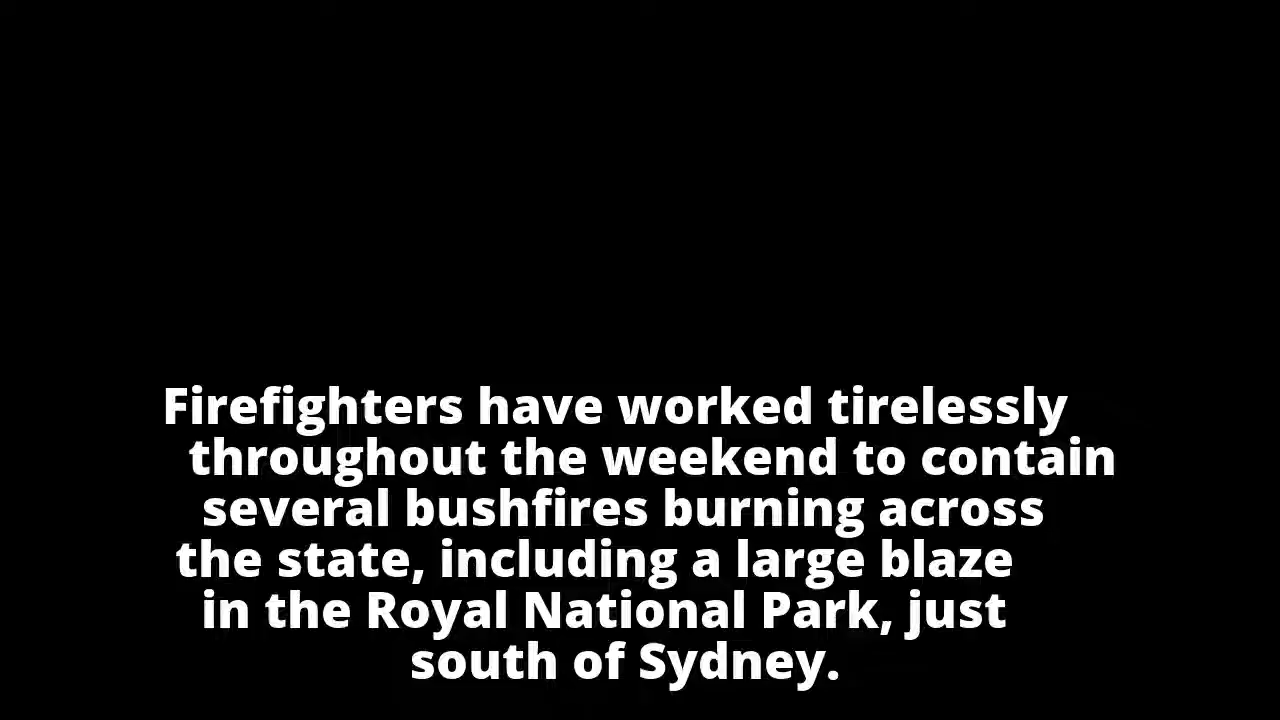 Firefighters have worked tirelessly
throughout the weekend to contain
several bushfires burning across
the state, including a large blaze
in the Royal National Park, just
south of Sydney.